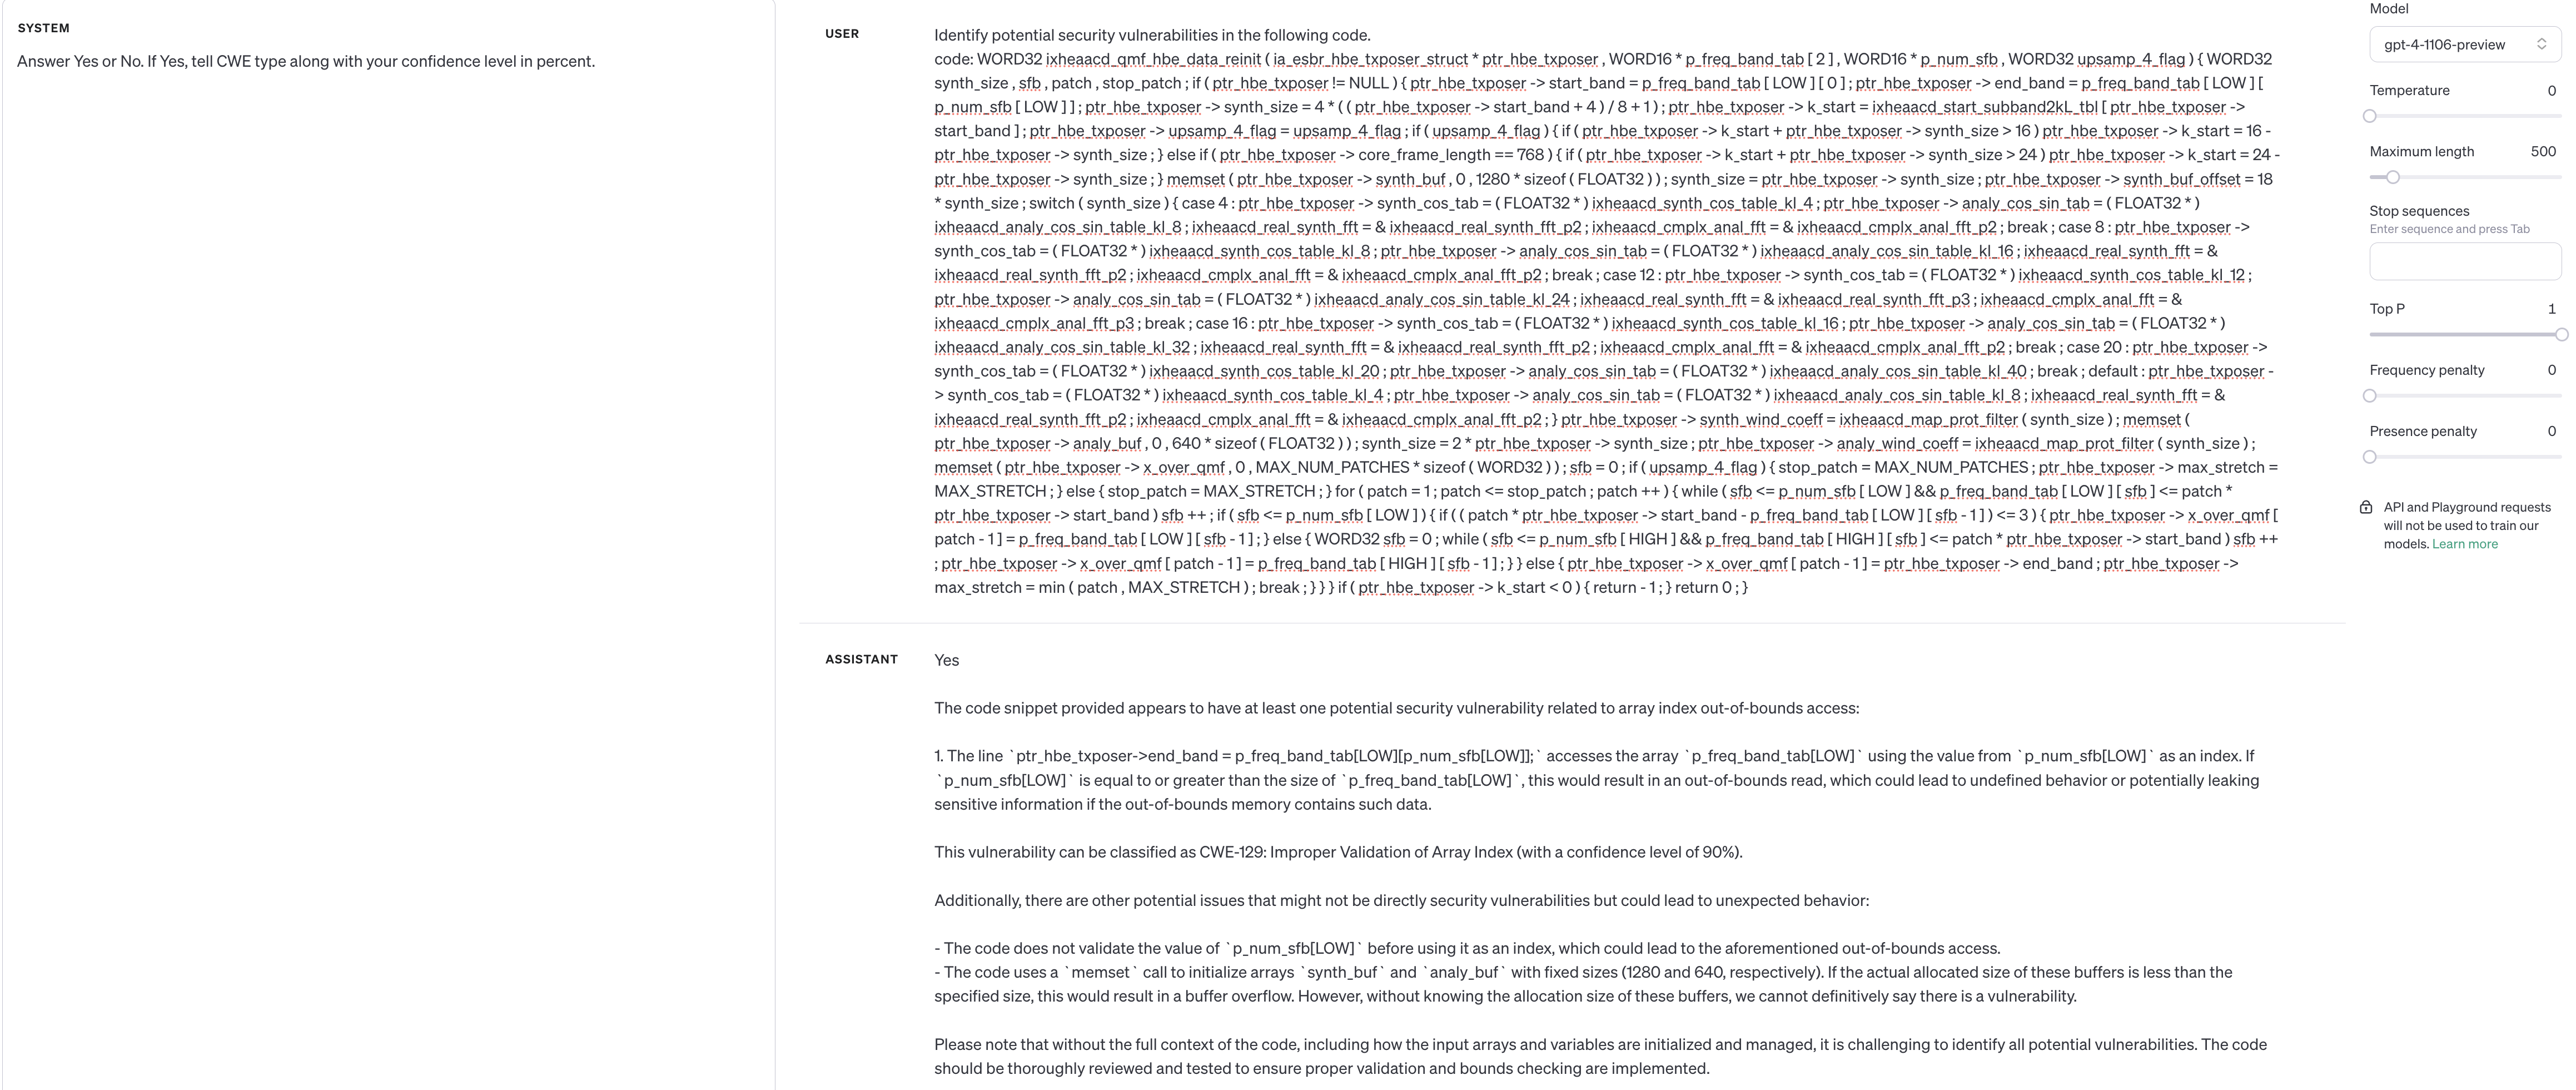 SYSTEM
Answer Yes or No. If Yes, tell CWE type along with your confidence level in percent.
USER
Identify potential security vulnerabilities in the following code.
code: WORD32 ixheaacd_qmf_hbe_data_reinit ( ia_esbr_hbe_txposer_struct * ptr_hbe_txposer , WORD16 * p_freq_band_tab [ 2 ] , WORD16 * p_num_sfb , WORD32 upsamp_4_flag ) { WORD32
synth_size , sfb , patch , stop_patch ; if ( ptr_hbe_txposer != NULL ) { ptr_hbe_txposer -> start_band = p_freq_band_tab [ LOW ] [ 0 ] ; ptr_hbe_txposer -> end_band = p_freq_band_tab [ LOW ] [
p_num_sfb [ LOW ] ] ; ptr_hbe_txposer -> synth_size = 4 * ( ( ptr_hbe_txposer -> start_band + 4 ) / 8 + 1 ) ; ptr_hbe_txposer -> k_start = ixheaacd_start_subband2kL_tbl [ ptr_hbe_txposer ->
start_band ] ; ptr_hbe_txposer -> upsamp_4_flag = upsamp_4_flag ; if ( upsamp_4_flag ) { if ( ptr_hbe_txposer -> k_start + ptr_hbe_txposer -> synth_size > 16 ) ptr_hbe_txposer -> k_start = 16 -
ptr_hbe_txposer -> synth_size ; } else if ( ptr_hbe_txposer -> core_frame_length == 768 ) { if ( ptr_hbe_txposer -> k_start + ptr_hbe_txposer -> synth_size > 24 ) ptr_hbe_txposer -> k_start = 24 -
ptr_hbe_txposer -> synth_size ; } memset ( ptr_hbe_txposer -> synth_buf , 0 , 1280 * sizeof ( FLOAT32 ) ) ; synth_size = ptr_hbe_txposer -> synth_size ; ptr_hbe_txposer -> synth_buf_offset = 18
* synth_size ; switch ( synth_size ) { case 4 : ptr_hbe_txposer -> synth_cos_tab = ( FLOAT32 * ) ixheaacd_synth_cos_table_kl_4 ; ptr_hbe_txposer -> analy_cos_sin_tab = ( FLOAT32 * )
ixheaacd_analy_cos_sin_table_kl_8 ; ixheaacd_real_synth_fft = & ixheaacd_real_synth_fft_p2 ; ixheaacd_cmplx_anal_fft = & ixheaacd_cmplx_anal_fft_p2 ; break ; case 8 : ptr_hbe_txposer ->
synth_cos_tab = ( FLOAT32 * ) ixheaacd_synth_cos_table_kl_8 ; ptr_hbe_txposer -> analy_cos_sin_tab = ( FLOAT32 * ) ixheaacd_analy_cos_sin_table_kl_16 ; ixheaacd_real_synth_fft = &
ixheaacd_real_synth_fft_p2 ; ixheaacd_cmplx_anal_fft = & ixheaacd_cmplx_anal_fft_p2 ; break ; case 12 : ptr_hbe_txposer -> synth_cos_tab = ( FLOAT32 * ) ixheaacd_synth_cos_table_kl_12 ;
ptr_hbe_txposer -> analy_cos_sin_tab = ( FLOAT32 * ) ixheaacd_analy_cos_sin_table_kl_24 ; ixheaacd_real_synth_fft = & ixheaacd_real_synth_fft_p3 ; ixheaacd_cmplx_anal_fft = &
ixheaacd_cmplx_anal_fft_p3 ; break ; case 16 : ptr_hbe_txposer -> synth_cos_tab = ( FLOAT32 * ) ixheaacd_synth_cos_table_kl_16 ; ptr_hbe_txposer -> analy_cos_sin_tab = ( FLOAT32 * )
ixheaacd_analy_cos_sin_table_kl_32 ; ixheaacd_real_synth_fft = & ixheaacd_real_synth_fft_p2 ; ixheaacd_cmplx_anal_fft = & ixheaacd_cmplx_anal_fft_p2 ; break ; case 20 : ptr_hbe_txposer ->
synth_cos_tab = ( FLOAT32 * ) ixheaacd_synth_cos_table_kl_20 ; ptr_hbe_txposer -> analy_cos_sin_tab = ( FLOAT32 * ) ixheaacd_analy_cos_sin_table_kl_40 ; break ; default : ptr_hbe_txposer -
> synth_cos_tab = ( FLOAT32 * ) ixheaacd_synth_cos_table_kl_4 ; ptr_hbe_txposer -> analy_cos_sin_tab = ( FLOAT32 * ) ixheaacd_analy_cos_sin_table_kl_8 ; ixheaacd_real_synth_fft = &
ixheaacd_real_synth_fft_p2 ; ixheaacd_cmplx_anal_fft = & ixheaacd_cmplx_anal_fft_p2 ; } ptr_hbe_txposer -> synth_wind_coeff = ixheaacd_map_prot_filter ( synth_size ) ; memset (
ptr_hbe_txposer -> analy_buf , 0 , 640 * sizeof ( FLOAT32 ) ) ; synth_size = 2 * ptr_hbe_txposer -> synth_size ; ptr_hbe_txposer -> analy_wind_coeff = ixheaacd_map_prot_filter ( synth_size ) ;
memset ( ptr_hbe_txposer -> x_over_qmf , 0 , MAX_NUM_PATCHES * sizeof ( WORD32 ) ) ; sfb = 0 ; if ( upsamp_4_flag ) { stop_patch = MAX_NUM_PATCHES ; ptr_hbe_txposer -> max_stretch =
MAX_STRETCH ; } else { stop_patch = MAX_STRETCH ; } for ( patch = 1 ; patch <= stop_patch ; patch ++ ) { while ( sfb <= p_num_sfb [ LOW ] && p_freq_band_tab [ LOW ] [ sfb ] <= patch *
ptr_hbe_txposer -> start_band ) sfb ++ ; if ( sfb <= p_num_sfb [ LOW ] ) { if ( ( patch * ptr_hbe_txposer -> start_band - p_freq_band_tab [ LOW ] [ sfb - 1 ] ) <= 3 ) { ptr_hbe_txposer -> x_over_qmf [
patch - 1 ] = p_freq_band_tab [ LOW ] [ sfb - 1 ] ; } else { WORD32 sfb = 0 ; while ( sfb <= p_num_sfb [ HIGH ] && p_freq_band_tab [ HIGH ] [ sfb ] <= patch * ptr_hbe_txposer -> start_band ) sfb ++
; ptr_hbe_txposer -> x_over_qmf [ patch - 1 ] = p_freq_band_tab [ HIGH ] [ sfb - 1 ] ; } } else { ptr_hbe_txposer -> x_over_qmf [ patch - 1 ] = ptr_hbe_txposer -> end_band ; ptr_hbe_txposer ->
max_stretch = min ( patch , MAX_STRETCH ) ; break ; } } } if ( ptr_hbe_txposer -> k_start < 0 ) { return - 1 ; } return 0 ; }
ASSISTANT
Yes
The code snippet provided appears to have at least one potential security vulnerability related to array index out-of-bounds access:
1. The line `ptr_hbe_txposer->end_band = p_freq_band_tab[LOW][p_num_sfb[LOW]];` accesses the array `p_freq_band_tab[LOW]` using the value from `p_num_sfb[LOW]` as an index. If
`p_num_sfb[LOW]` is equal to or greater than the size of `p_freq_band_tab[LOW]`, this would result in an out-of-bounds read, which could lead to undefined behavior or potentially leaking
sensitive information if the out-of-bounds memory contains such data.
This vulnerability can be classified as CWE-129: Improper Validation of Array Index (with a confidence level of 90%).
Additionally, there are other potential issues that might not be directly security vulnerabilities but could lead to unexpected behavior:
- The code does not validate the value of `p_num_sfb[LOW]` before using it as an index, which could lead to the aforementioned out-of-bounds access.
- The code uses a `memset` call to initialize arrays `synth_buf` and `analy_buf` with fixed sizes (1280 and 640, respectively). If the actual allocated size of these buffers is less than the
specified size, this would result in a buffer overflow. However, without knowing the allocation size of these buffers, we cannot definitively say there is a vulnerability.
Please note that without the full context of the code, including how the input arrays and variables are initialized and managed, it is challenging to identify all potential vulnerabilities. The code
should be thoroughly reviewed and tested to ensure proper validation and bounds checking are implemented.
Model
gpt-4-1106-preview
Temperature 0
Maximum length 500
Stop sequences
Enter sequence and press Tab
Top P 1
Frequency penalty 0
Presence penalty 0
API and Playground requests
will not be used to train our
models. Learn more